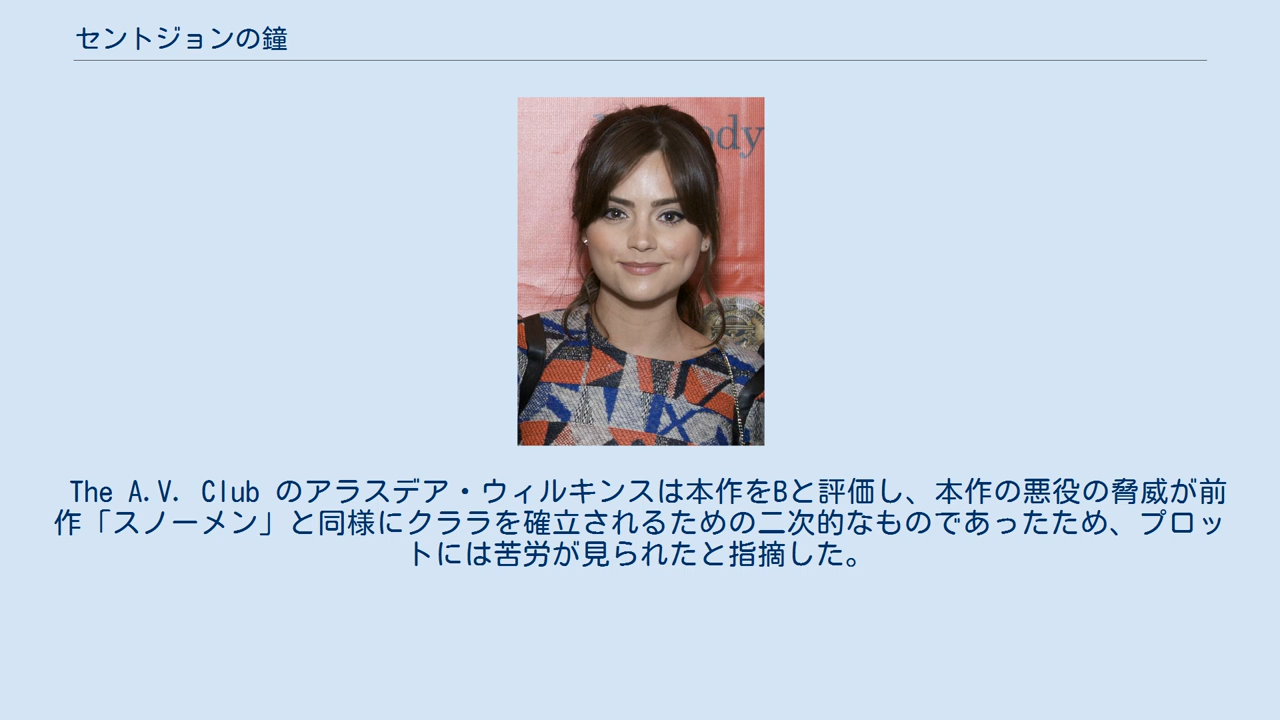 セントジョンの鐘
ody
The A.V. Club のアラスデア・ウィルキンスは本作をBと評価し、本作の悪役の脅威が前
作「スノーメン」と同様にクララを確立されるための二次的なものであったため、プロッ
トには苦労が見られたと指摘した。